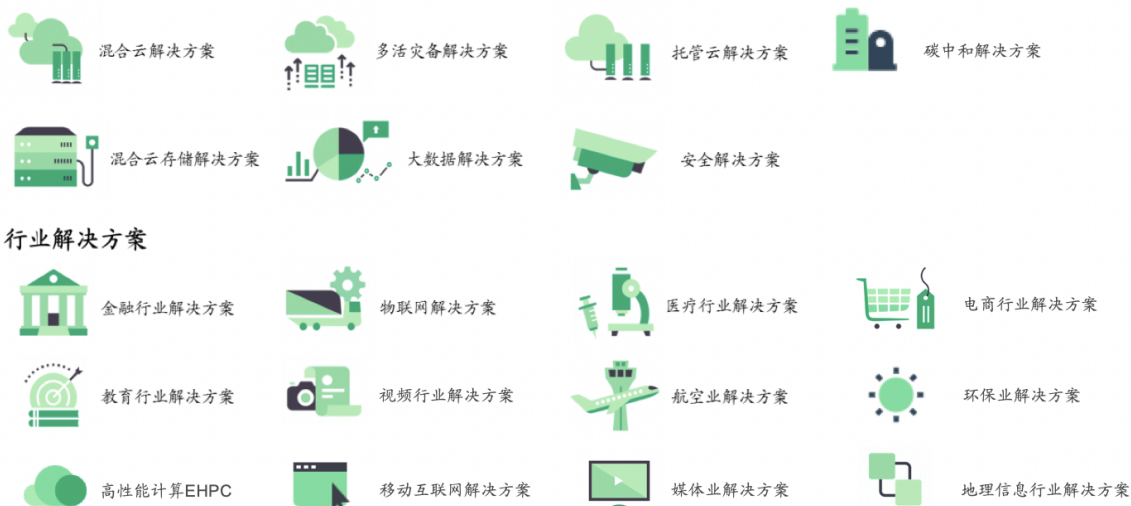 混合云解决方案
多活灾备解决方案
托管云解决方案
碳中和解决方案
混合云存储解决方案
大数据解决方案
安全解决方案
行业解决方案
金融行业解决方案
物联网解决方案
医疗行业解决方案
电商行业解决方案
教育行业解决方案
视频行业解决方案
航空业解决方案
环保业解决方案
高性能计算EHPC
移动互联网解决方案
媒体业解决方案
地理信息行业解决方案